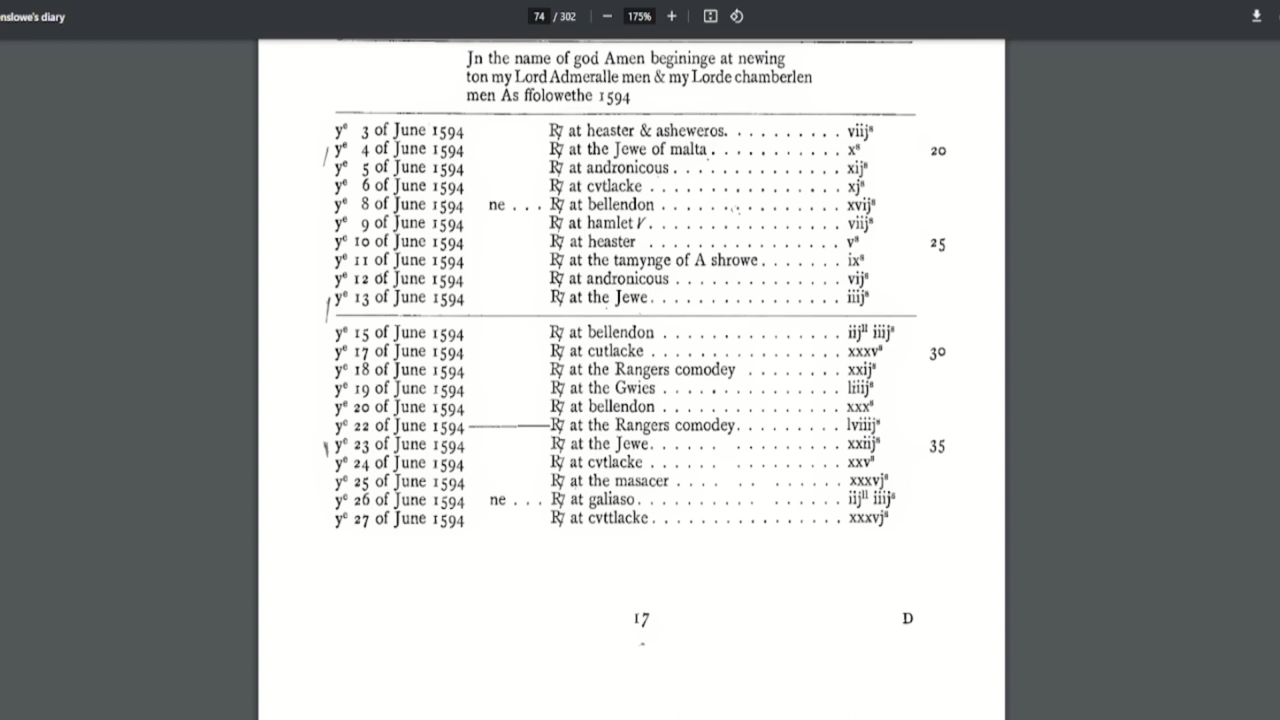 nslowe's diary
74 / 302 − 175% +
Jn the name of god Amen begininge at newing
ton my Lord Admeralle men & my Lorde chamberlen
men As ffolowethe 1594
yᵉ 3 of June 1594 R̃ at heaster & asheweros. . . . . . . . . . viijˢ
yᵉ 4 of June 1594 R̃ at the Jewe of malta . . . . . . . . . . . xˢ 20
yᵉ 5 of June 1594 R̃ at andronicous . . . . . . . . . . . . . . xijˢ
yᵉ 6 of June 1594 R̃ at cvtlacke . . . . . . . . . . . . . . . . xjˢ
yᵉ 8 of June 1594 ne . . . R̃ at bellendon . . . . . . . . . . . . . . xvijˢ
yᵉ 9 of June 1594 R̃ at hamlet V . . . . . . . . . . . . . . . viijˢ
yᵉ 10 of June 1594 R̃ at heaster . . . . . . . . . . . . . . . . vˢ 25
yᵉ 11 of June 1594 R̃ at the tamynge of A shrowe . . . . . . . ixˢ
yᵉ 12 of June 1594 R̃ at andronicous . . . . . . . . . . . . . . vijˢ
yᵉ 13 of June 1594 R̃ at the Jewe . . . . . . . . . . . . . . . iiijˢ
yᵉ 15 of June 1594 R̃ at bellendon . . . . . . . . . . . . . . iijˡˡ iiijˢ
yᵉ 17 of June 1594 R̃ at cutlacke . . . . . . . . . . . . . . . xxxvˢ 30
yᵉ 18 of June 1594 R̃ at the Rangers comodey . . . . . . . . xxijˢ
yᵉ 19 of June 1594 R̃ at the Gwies . . . . . . . . . . . . . . liiijˢ
yᵉ 20 of June 1594 R̃ at bellendon . . . . . . . . . . . . . . xxxˢ
yᵉ 22 of June 1594 ——— R̃ at the Rangers comodey . . . . . . . . . lviiijˢ
yᵉ 23 of June 1594 R̃ at the Jewe . . . . . . . . . . . . . . xxiijˢ 35
yᵉ 24 of June 1594 R̃ at cvtlacke . . . . . . . . . . . . . . . xxvˢ
yᵉ 25 of June 1594 R̃ at the masacer . . . . . . . . . . . . xxxvjˢ
yᵉ 26 of June 1594 ne . . . R̃ at galiaso . . . . . . . . . . . . . . . iijˡˡ iiijˢ
yᵉ 27 of June 1594 R̃ at cvttlacke . . . . . . . . . . . . . . . xxxvjˢ
17 D